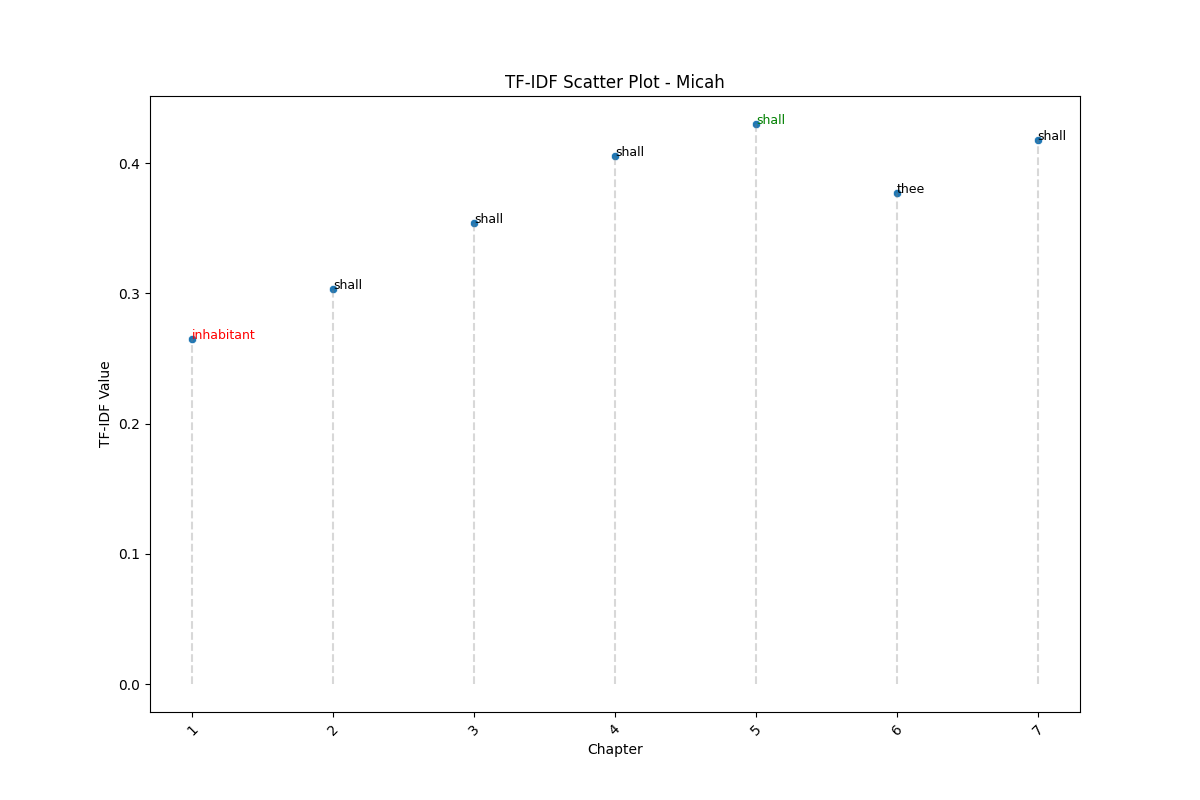 TF-IDF Scatter Plot - Micah
TF-IDF Value
0.4
0.3
0.2
0.1
0.0
inhabitant
shall
shall
shall
shall
thee
shall
1
2
3
4
5
6
7
Chapter